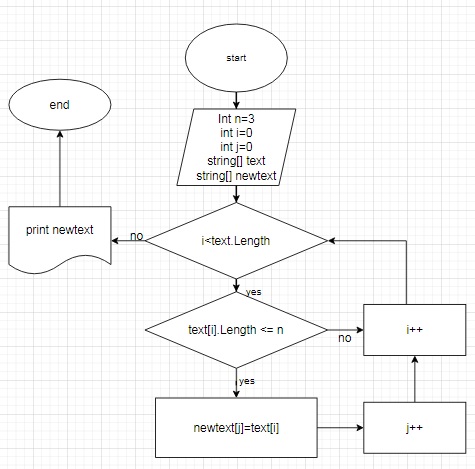 start
end
Int n=3
int i=0
int j=0
string[] text
string[] newtext
print newtext
no
i<text.Length
yes
text[i].Length <= n
no
i++
yes
newtext[j]=text[i]
j++